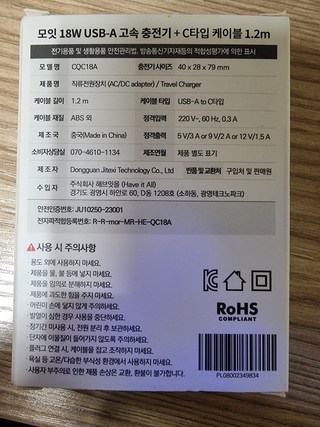 모잇 18W USB-A 고속 충전기 + C타입 케이블 1.2m
전기용품 및 생활용품 안전관리법, 방송통신기자재등의 적합성평가에 의한 표시
모 델 명 CQC18A 충전기 사이즈 40 x 28 x 79 mm
제 품 명 직류전원장치 (AC/DC adapter) / Travel Charger
케이블 길이 1.2 m 케이블 타입 USB-A to C타입
케이블 재질 ABS 외 정격입력 220 V~, 60 Hz, 0.3 A
제 조 국 중국(Made in China) 정격출력 5 V/3 A or 9 V/2 A or 12 V/1.5 A
소비자상담실 070-4610-1134 제조연월 제품 별도 표기
제 조 자 Dongguan Jitexi Technology Co., Ltd 반품 및 교환처 구입처 및 판매원
수 입 자 주식회사 해브잇올 (Have it All)
경기도 광명시 하안로 60, D동 1208호 (소하동, 광명테크노파크)
안전인증번호: JU10250-23001
전자파적합등록번호: R-R-mor-MR-HE-QC18A
사용 시 주의사항
·용도 외에 사용하지 마세요.
·제품을 물, 불 등에 넣지 마세요.
·제품을 임의로 분해하지 마세요.
·제품에 과도한 힘을 주지 마세요.
·어린이 손에 닿지 않게 주의하세요.
·발열이 심한 경우 사용을 중단하세요.
·장기간 미사용 시, 전원 분리 후 보관하세요.
·단자에 이물질이 들어가지 않도록 주의하세요.
·플러그 연결 시, 케이블을 잡고 조작하지 마세요.
·욕실 등 고온/다습한 부식성 환경에서 사용하지 마세요.
·사용자 부주의로 인한 제품 손상은 교환, 환불이 불가합니다.
RoHS
COMPLIANT
PL08002349834